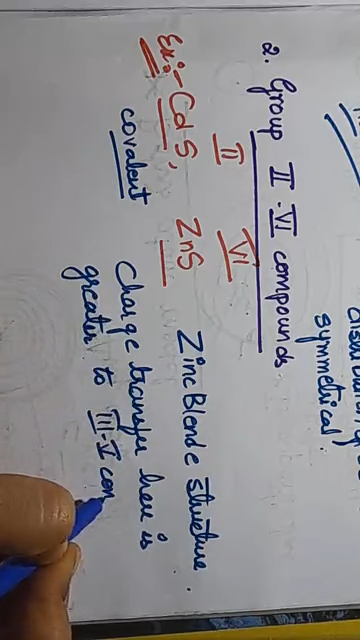 symmetrical.
2. Group II-VI compounds
II VI
Ex:- CdS, ZnS Zinc Blende structure.
covalent
Charge transfer here is
greater to III-V com